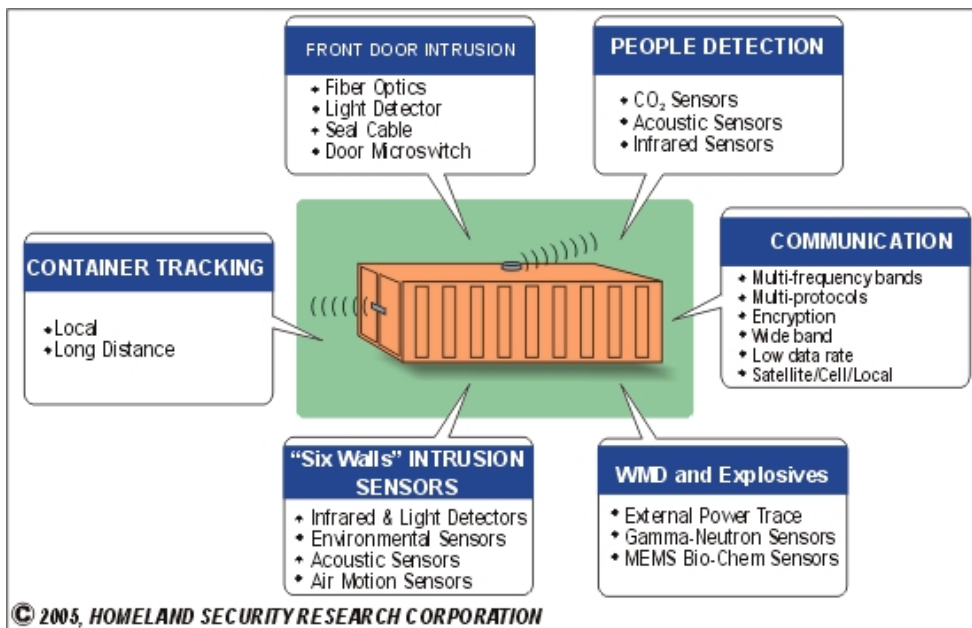 FRONT DOOR INTRUSION
Fiber Optics
Light Detector
Seal Cable
Door Microswitch
PEOPLE DETECTION
CO₂ Sensors
Acoustic Sensors
Infrared Sensors
CONTAINER TRACKING
Local
Long Distance
COMMUNICATION
Multi-frequency bands
Multi-protocols
Encryption
Wide band
Low data rate
Satellite/Cell/Local
“Six Walls” INTRUSION
SENSORS
Infrared & Light Detectors
Environmental Sensors
Acoustic Sensors
Air Motion Sensors
WMD and Explosives
External Power Trace
Gamma-Neutron Sensors
MEMS Bio-Chem Sensors
© 2005, HOMELAND SECURITY RESEARCH CORPORATION